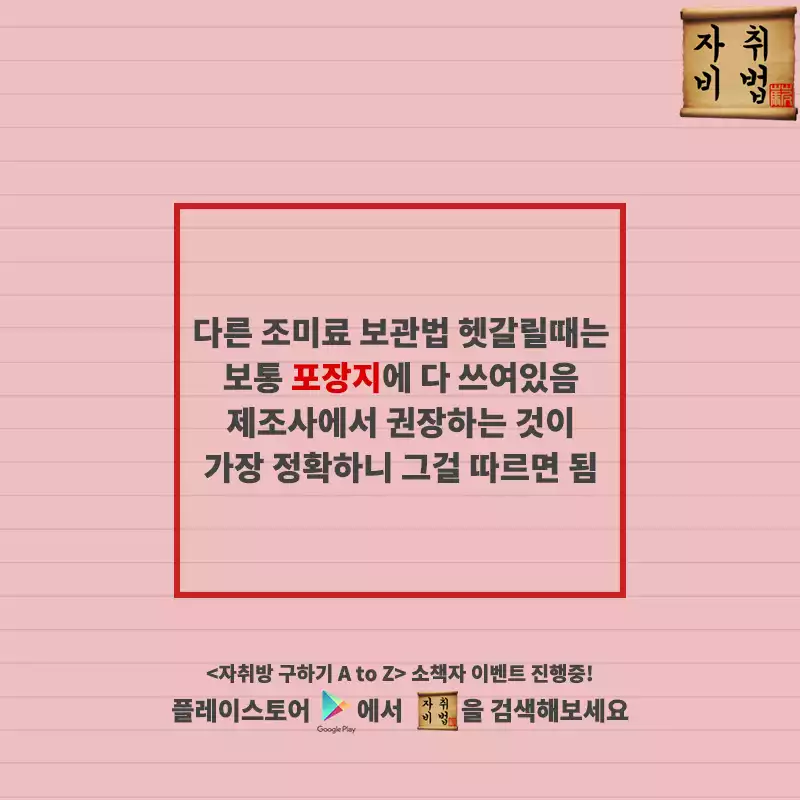 자취
비법
다른 조미료 보관법 헷갈릴때는
보통 포장지에 다 쓰여있음
제조사에서 권장하는 것이
가장 정확하니 그걸 따르면 됨
<자취방 구하기 A to Z> 소책자 이벤트 진행중!
플레이스토어 Google Play 에서 자취비법 을 검색해보세요